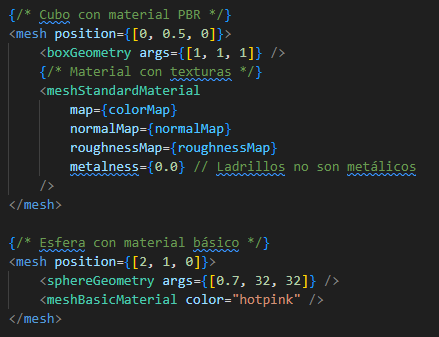 {/* Cubo con material PBR */}
<mesh position={[0, 0.5, 0]}>
    <boxGeometry args={[1, 1, 1]} />
    {/* Material con texturas */}
    <meshStandardMaterial
        map={colorMap}
        normalMap={normalMap}
        roughnessMap={roughnessMap}
        metalness={0.0} // Ladrillos no son metálicos
    />
</mesh>

{/* Esfera con material básico */}
<mesh position={[2, 1, 0]}>
    <sphereGeometry args={[0.7, 32, 32]} />
    <meshBasicMaterial color="hotpink" />
</mesh>